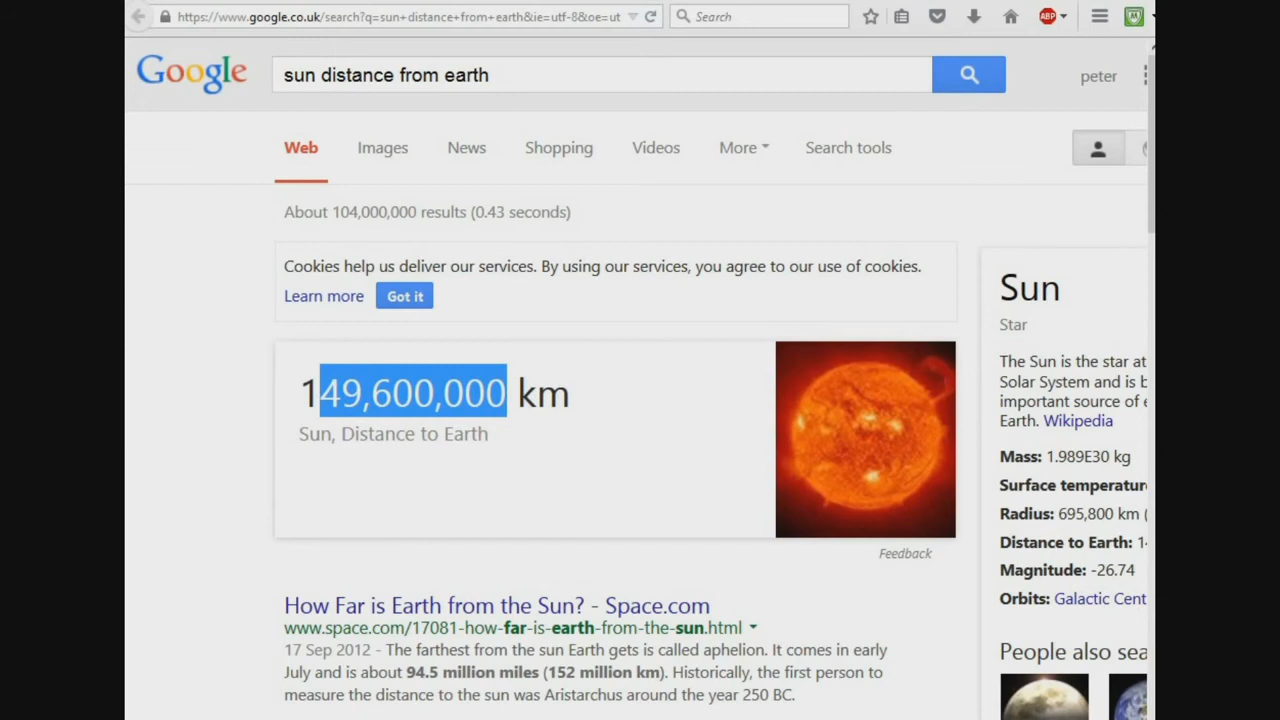 https://www.google.co.uk/search?q=sun+distance+from+earth&ie=utf-8&oe=ut
Search
Google
sun distance from earth
peter
Web Images News Shopping Videos More Search tools
About 104,000,000 results (0.43 seconds)
Cookies help us deliver our services. By using our services, you agree to our use of cookies.
Learn more Got it
149,600,000 km
Sun, Distance to Earth
Feedback
How Far is Earth from the Sun? - Space.com
www.space.com/17081-how-far-is-earth-from-the-sun.html
17 Sep 2012 - The farthest from the sun Earth gets is called aphelion. It comes in early
July and is about 94.5 million miles (152 million km). Historically, the first person to
measure the distance to the sun was Aristarchus around the year 250 BC.
Sun
Star
The Sun is the star at
Solar System and is b
important source of e
Earth. Wikipedia
Mass: 1.989E30 kg
Surface temperatur
Radius: 695,800 km (
Distance to Earth: 14
Magnitude: -26.74
Orbits: Galactic Cent
People also sea
ABP